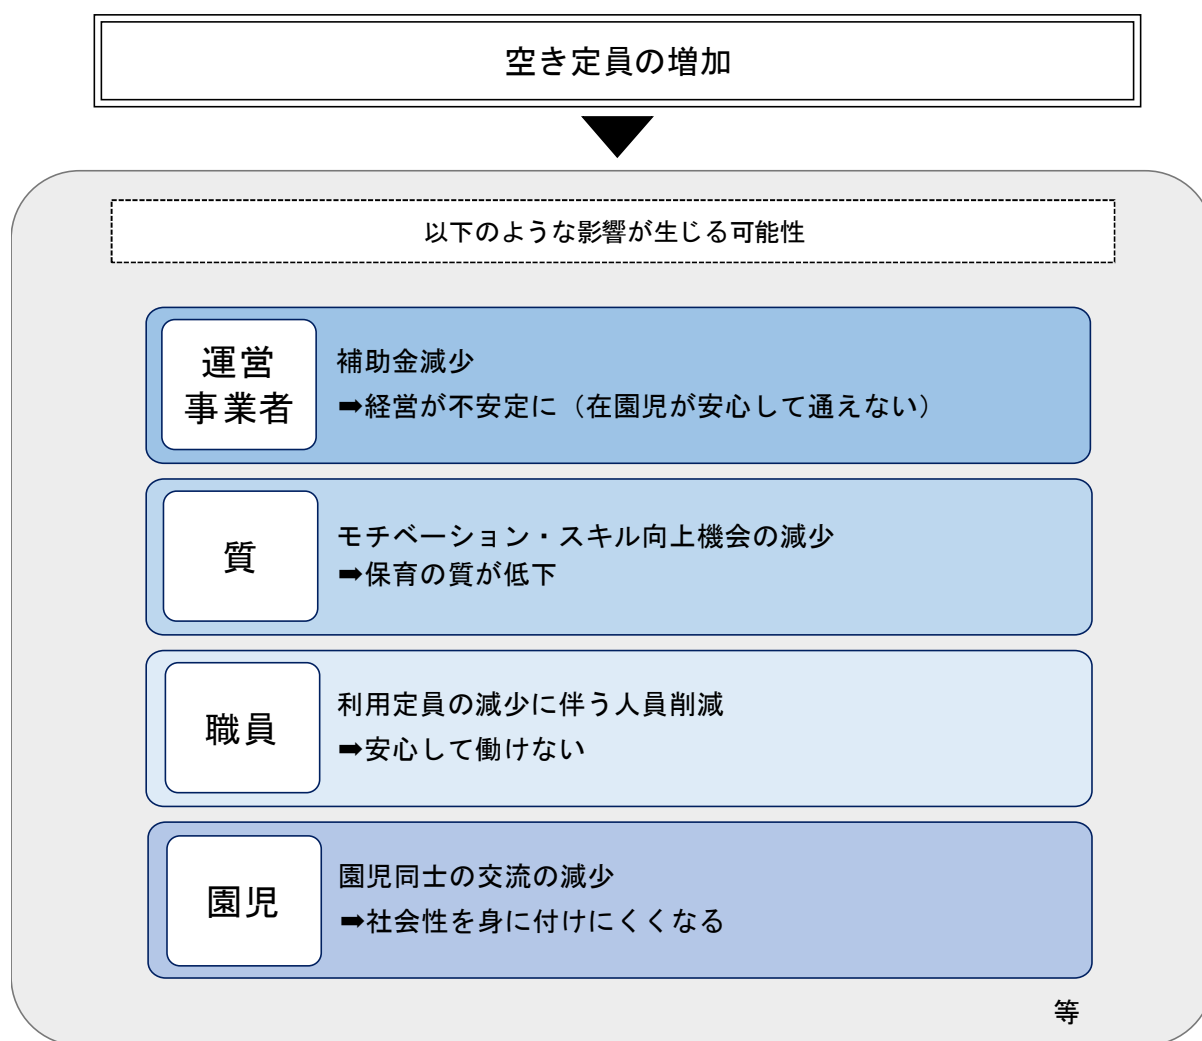 空き定員の増加
以下のような影響が生じる可能性
運営
事業者
補助金減少
➡経営が不安定に（在園児が安心して通えない）
質
モチベーション・スキル向上機会の減少
➡保育の質が低下
職員
利用定員の減少に伴う人員削減
➡安心して働けない
園児
園児同士の交流の減少
➡社会性を身に付けにくくなる
等